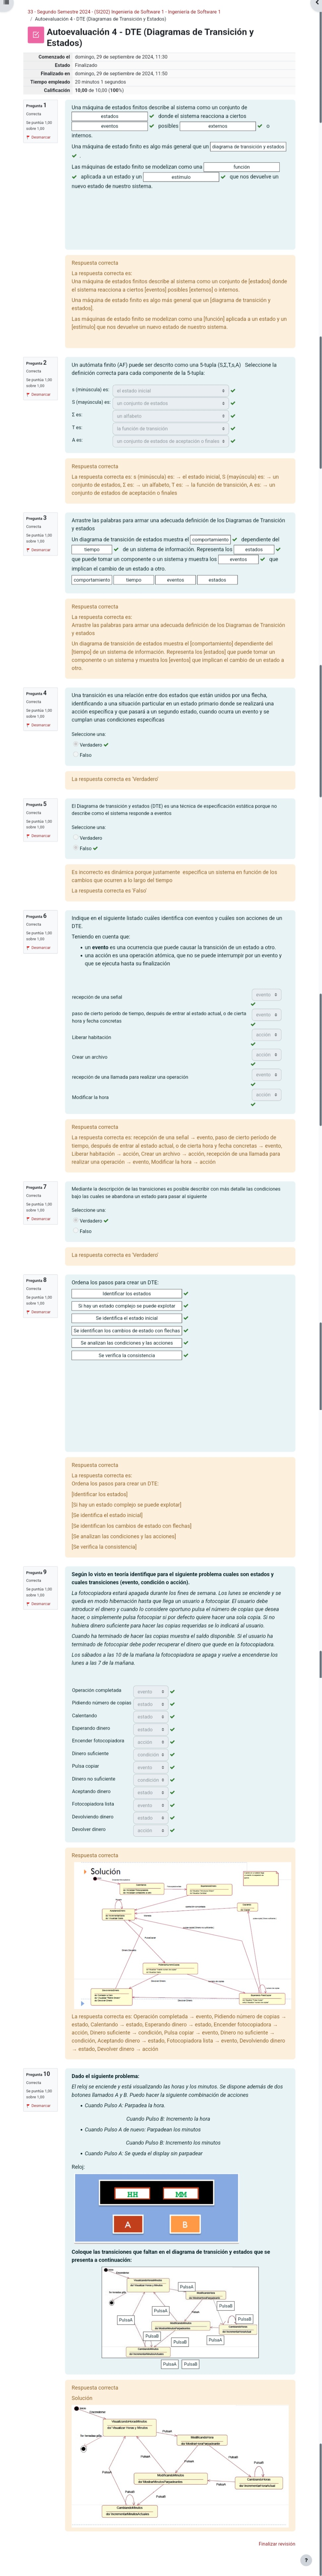 33 - Segundo Semestre 2024 - (SI202) Ingeniería de Software 1 - Ingeniería de Software 1
Autoevaluación 4 - DTE (Diagramas de Transición y Estados)
Autoevaluación 4 - DTE (Diagramas de Transición y Estados)
Comenzado el domingo, 29 de septiembre de 2024, 11:30
Estado Finalizado
Finalizado en domingo, 29 de septiembre de 2024, 11:50
Tiempo empleado 20 minutos 1 segundos
Calificación 10,00 de 10,00 (100%)
Pregunta 1
Correcta
Se puntúa 1,00 sobre 1,00
Desmarcar
Una máquina de estados finitos describe al sistema como un conjunto de
estados donde el sistema reacciona a ciertos
eventos posibles externos o
internos.
Una máquina de estado finito es algo más general que un diagrama de transición y estados
.
Las máquinas de estado finito se modelizan como una función
aplicada a un estado y un estímulo que nos devuelve un
nuevo estado de nuestro sistema.
Respuesta correcta
La respuesta correcta es:
Una máquina de estados finitos describe al sistema como un conjunto de [estados] donde
el sistema reacciona a ciertos [eventos] posibles [externos] o internos.
Una máquina de estado finito es algo más general que un [diagrama de transición y
estados].
Las máquinas de estado finito se modelizan como una [función] aplicada a un estado y un
[estímulo] que nos devuelve un nuevo estado de nuestro sistema.
Pregunta 2
Correcta
Se puntúa 1,00 sobre 1,00
Desmarcar
Un autómata finito (AF) puede ser descrito como una 5-tupla (S,Σ,T,s,A) Seleccione la
definición correcta para cada componente de la 5-tupla:
s (minúscula) es: el estado inicial
S (mayúscula) es: un conjunto de estados
Σ es: un alfabeto
T es: la función de transición
A es: un conjunto de estados de aceptación o finales
Respuesta correcta
La respuesta correcta es: s (minúscula) es: → el estado inicial, S (mayúscula) es: → un
conjunto de estados, Σ es: → un alfabeto, T es: → la función de transición, A es: → un
conjunto de estados de aceptación o finales
Pregunta 3
Correcta
Se puntúa 1,00 sobre 1,00
Desmarcar
Arrastre las palabras para armar una adecuada definición de los Diagramas de Transición
y estados
Un diagrama de transición de estados muestra el comportamiento dependiente del
tiempo de un sistema de información. Representa los estados
que puede tomar un componente o un sistema y muestra los eventos que
implican el cambio de un estado a otro.
comportamiento tiempo eventos estados
Respuesta correcta
La respuesta correcta es:
Arrastre las palabras para armar una adecuada definición de los Diagramas de Transición
y estados
Un diagrama de transición de estados muestra el [comportamiento] dependiente del
[tiempo] de un sistema de información. Representa los [estados] que puede tomar un
componente o un sistema y muestra los [eventos] que implican el cambio de un estado a
otro.
Pregunta 4
Correcta
Se puntúa 1,00 sobre 1,00
Desmarcar
Una transición es una relación entre dos estados que están unidos por una flecha,
identificando a una situación particular en un estado primario donde se realizará una
acción especifica y que pasará a un segundo estado, cuando ocurra un evento y se
cumplan unas condiciones especificas
Seleccione una:
Verdadero
Falso
La respuesta correcta es 'Verdadero'
Pregunta 5
Correcta
Se puntúa 1,00 sobre 1,00
Desmarcar
El Diagrama de transición y estados (DTE) es una técnica de especificación estática porque no
describe como el sistema responde a eventos
Seleccione una:
Verdadero
Falso
Es incorrecto es dinámica porque justamente especifica un sistema en función de los
cambios que ocurren a lo largo del tiempo
La respuesta correcta es 'Falso'
Pregunta 6
Correcta
Se puntúa 1,00 sobre 1,00
Desmarcar
Indique en el siguiente listado cuáles identifica con eventos y cuáles son acciones de un
DTE.
Teniendo en cuenta que:
un evento es una ocurrencia que puede causar la transición de un estado a otro.
una acción es una operación atómica, que no se puede interrumpir por un evento y
que se ejecuta hasta su finalización
recepción de una señal evento
paso de cierto período de tiempo, después de entrar al estado actual, o de cierta
hora y fecha concretas evento
Liberar habitación acción
Crear un archivo acción
recepción de una llamada para realizar una operación evento
Modificar la hora acción
Respuesta correcta
La respuesta correcta es: recepción de una señal → evento, paso de cierto período de
tiempo, después de entrar al estado actual, o de cierta hora y fecha concretas → evento,
Liberar habitación → acción, Crear un archivo → acción, recepción de una llamada para
realizar una operación → evento, Modificar la hora → acción
Pregunta 7
Correcta
Se puntúa 1,00 sobre 1,00
Desmarcar
Mediante la descripción de las transiciones es posible describir con más detalle las condiciones
bajo las cuales se abandona un estado para pasar al siguiente
Seleccione una:
Verdadero
Falso
La respuesta correcta es 'Verdadero'
Pregunta 8
Correcta
Se puntúa 1,00 sobre 1,00
Desmarcar
Ordena los pasos para crear un DTE:
Identificar los estados
Si hay un estado complejo se puede explotar
Se identifica el estado inicial
Se identifican los cambios de estado con flechas
Se analizan las condiciones y las acciones
Se verifica la consistencia
Respuesta correcta
La respuesta correcta es:
Ordena los pasos para crear un DTE:
[Identificar los estados]
[Si hay un estado complejo se puede explotar]
[Se identifica el estado inicial]
[Se identifican los cambios de estado con flechas]
[Se analizan las condiciones y las acciones]
[Se verifica la consistencia]
Pregunta 9
Correcta
Se puntúa 1,00 sobre 1,00
Desmarcar
Según lo visto en teoría identifique para el siguiente problema cuales son estados y
cuales transiciones (evento, condición o acción).
La fotocopiadora estará apagada durante los fines de semana. Los lunes se enciende y se
queda en modo hibernación hasta que llega un usuario a fotocopiar. El usuario debe
introducir el dinero y cuando lo considere oportuno pulsa el número de copias que desea
hacer, o simplemente pulsa fotocopiar si por defecto quiere hacer una sola copia. Si no
hubiera dinero suficiente para hacer las copias requeridas se lo indicará al usuario.
Cuando ha terminado de hacer las copias muestra el saldo disponible. Si el usuario ha
terminado de fotocopiar debe poder recuperar el dinero que quede en la fotocopiadora.
Los sábados a las 10 de la mañana la fotocopiadora se apaga y vuelve a encenderse los
lunes a las 7 de la mañana.
Operación completada evento
Pidiendo número de copias estado
Calentando estado
Esperando dinero estado
Encender fotocopiadora acción
Dinero suficiente condición
Pulsa copiar evento
Dinero no suficiente condición
Aceptando dinero estado
Fotocopiadora lista evento
Devolviendo dinero estado
Devolver dinero acción
Respuesta correcta
Solución
La respuesta correcta es: Operación completada → evento, Pidiendo número de copias →
estado, Calentando → estado, Esperando dinero → estado, Encender fotocopiadora →
acción, Dinero suficiente → condición, Pulsa copiar → evento, Dinero no suficiente →
condición, Aceptando dinero → estado, Fotocopiadora lista → evento, Devolviendo dinero
→ estado, Devolver dinero → acción
Pregunta 10
Correcta
Se puntúa 1,00 sobre 1,00
Desmarcar
Dado el siguiente problema:
El reloj se enciende y está visualizando las horas y los minutos. Se dispone además de dos
botones llamados A y B. Puedo hacer la siguiente combinación de acciones
Cuando Pulso A: Parpadea la hora.
Cuando Pulso B: Incremento la hora
Cuando Pulso A de nuevo: Parpadean los minutos
Cuando Pulso B: Incremento los minutos
Cuando Pulso A: Se queda el display sin parpadear
Reloj:
HH MM
A B
Coloque las transiciones que faltan en el diagrama de transición y estados que se
presenta a continuación:
PulsaA
PulsaB
PulsaA
PulsaB
PulsaA
PulsaB
PulsaA
PulsaB
PulsaA PulsaB
Respuesta correcta
Solución
Finalizar revisión